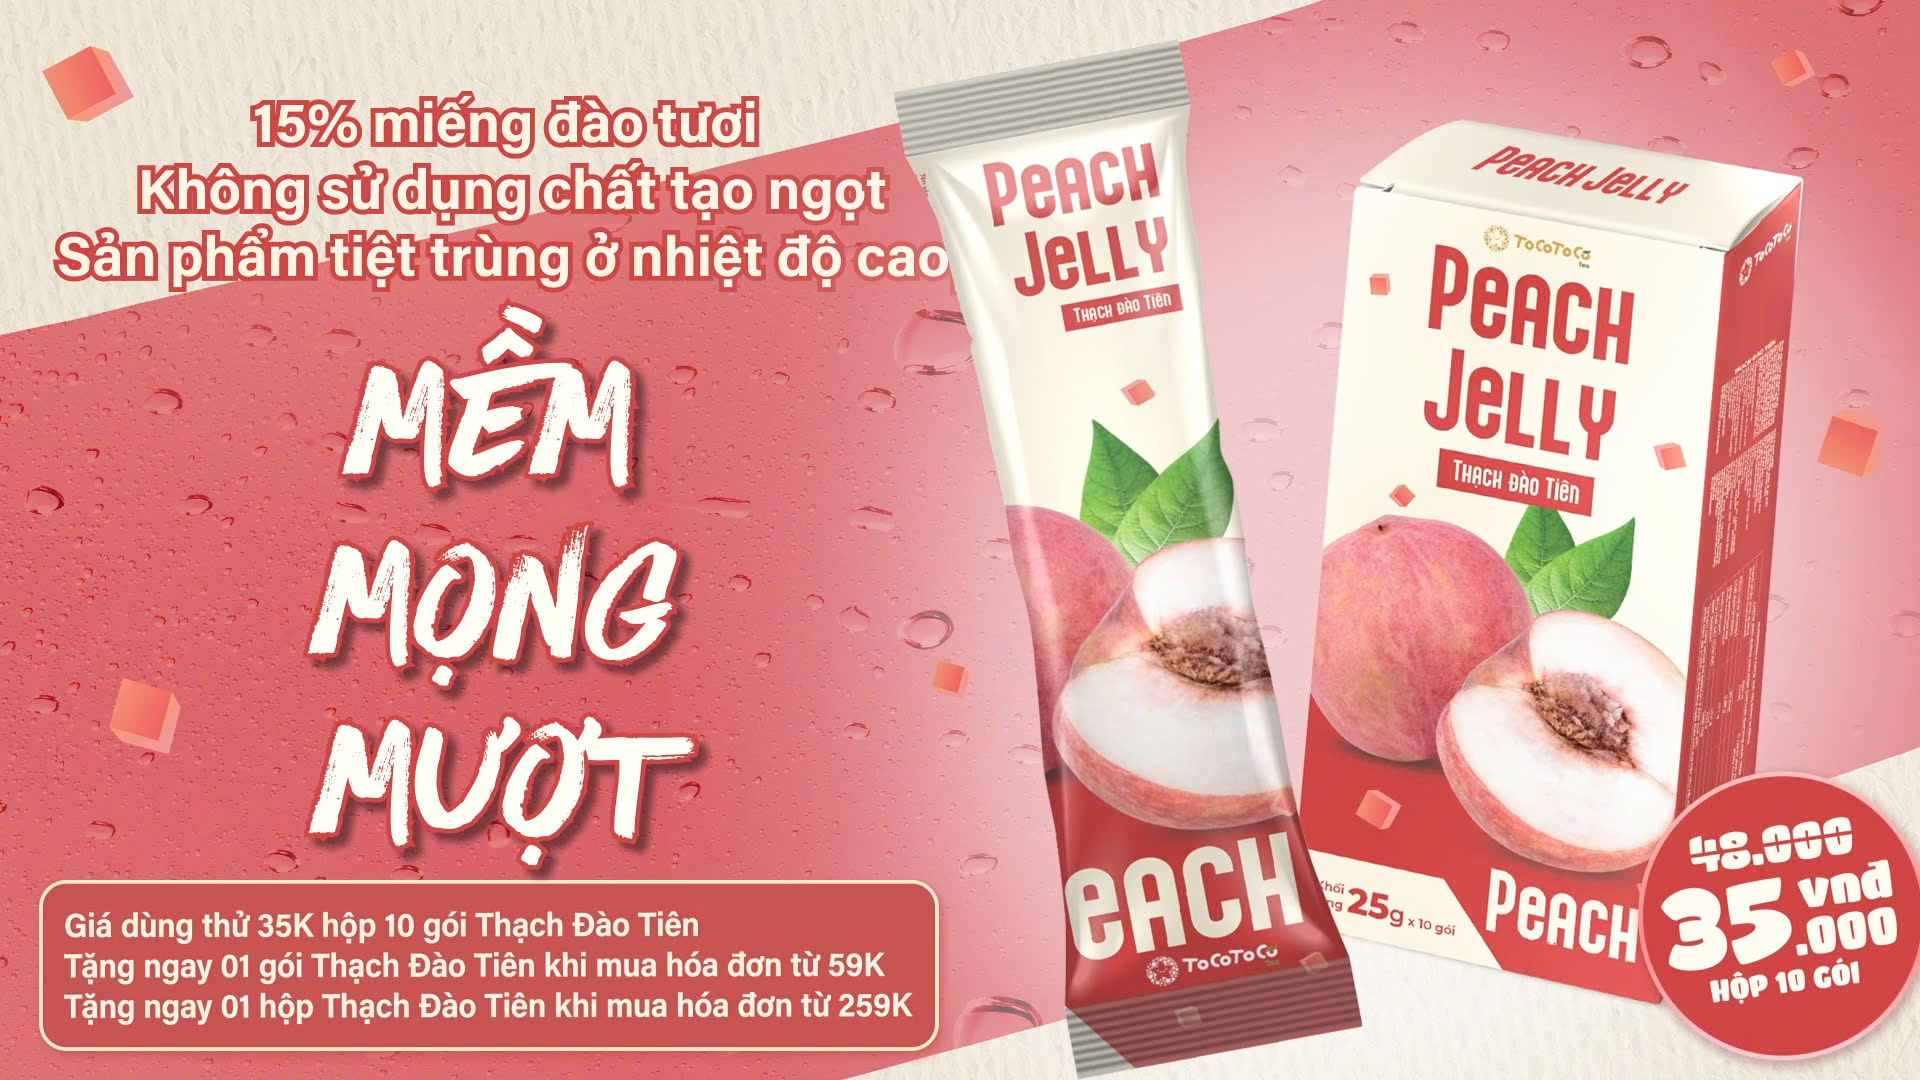 15% miếng đào tươi
Không sử dụng chất tạo ngọt
Sản phẩm tiệt trùng ở nhiệt độ cao
MỀM
MỌNG
MƯỢT
Giá dùng thử 35K hộp 10 gói Thạch Đào Tiên
Tặng ngay 01 gói Thạch Đào Tiên khi mua hóa đơn từ 59K
Tặng ngay 01 hộp Thạch Đào Tiên khi mua hóa đơn từ 259K
PEACH
JELLY
THẠCH ĐÀO TIÊN
EACH
ToCoToCo
Tea
PEACH JELLY
ToCoToCo
Tea
PEACH
JELLY
THẠCH ĐÀO TIÊN
25g x 10 gói
PEACH
ToCoToCo
48.000
35.000 vnđ
HỘP 10 GÓI